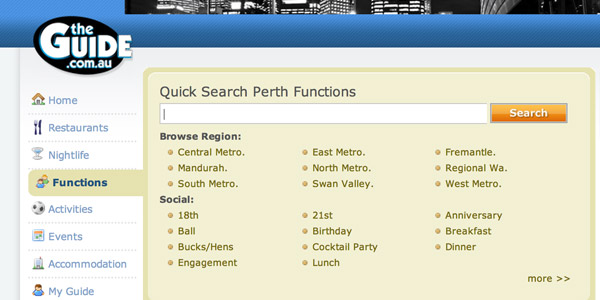 the
GUIDE
.com.au
Home
Restaurants
Nightlife
Functions
Activities
Events
Accommodation
My Guide
Quick Search Perth Functions
Search
Browse Region:
Central Metro. East Metro. Fremantle.
Mandurah. North Metro. Regional Wa.
South Metro. Swan Valley. West Metro.
Social:
18th 21st Anniversary
Ball Birthday Breakfast
Bucks/Hens Cocktail Party Dinner
Engagement Lunch
more >>